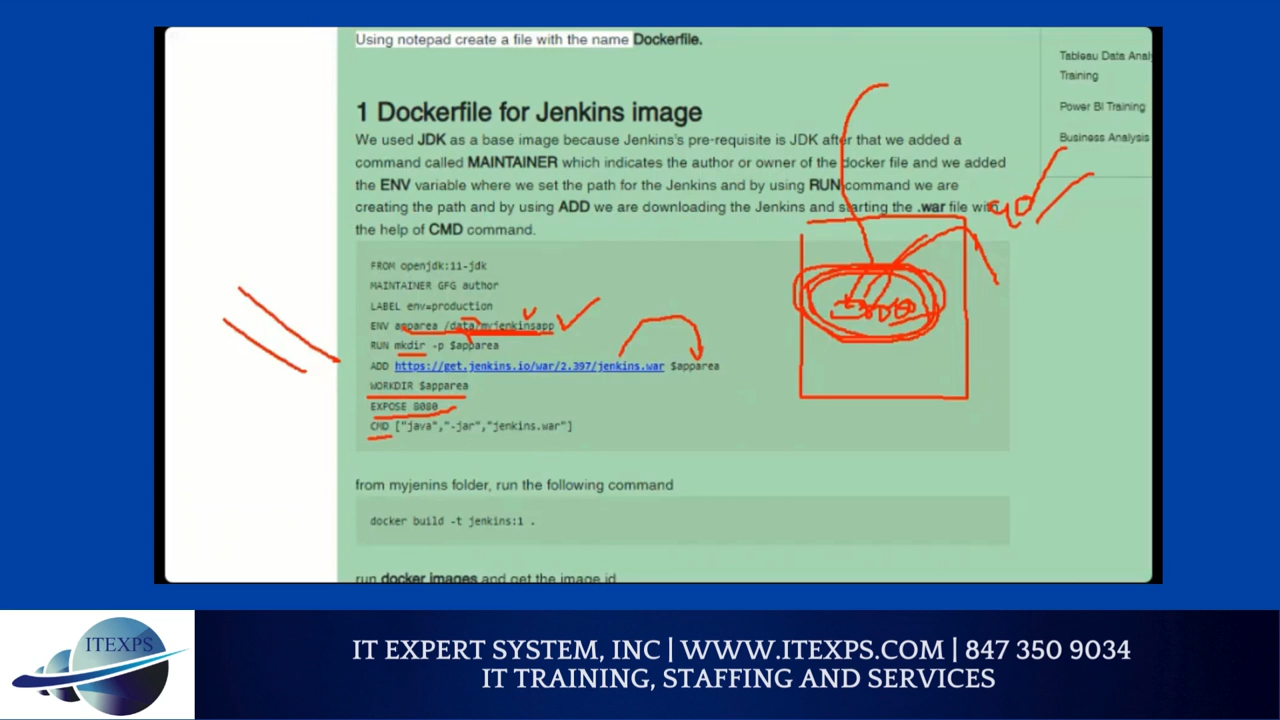 Using notepad create a file with the name Dockerfile.
Tableau Data Analy
Training
Power BI Training
Business Analysis
1 Dockerfile for Jenkins image
We used JDK as a base image because Jenkins's pre-requisite is JDK after that we added a
command called MAINTAINER which indicates the author or owner of the docker file and we added
the ENV variable where we set the path for the Jenkins and by using RUN command we are
creating the path and by using ADD we are downloading the Jenkins and starting the .war file with
the help of CMD command.
FROM openjdk:11-jdk
MAINTAINER GFG author
LABEL env=production
ENV apparea /data/myjenkinsapp
RUN mkdir -p $apparea
ADD https://get.jenkins.io/war/2.397/jenkins.war $apparea
WORKDIR $apparea
EXPOSE 8080
CMD ["java","-jar","jenkins.war"]
from myjenins folder, run the following command
docker build -t jenkins:1 .
run docker images and get the image id
ITEXPS
IT EXPERT SYSTEM, INC | WWW.ITEXPS.COM | 847 350 9034
IT TRAINING, STAFFING AND SERVICES